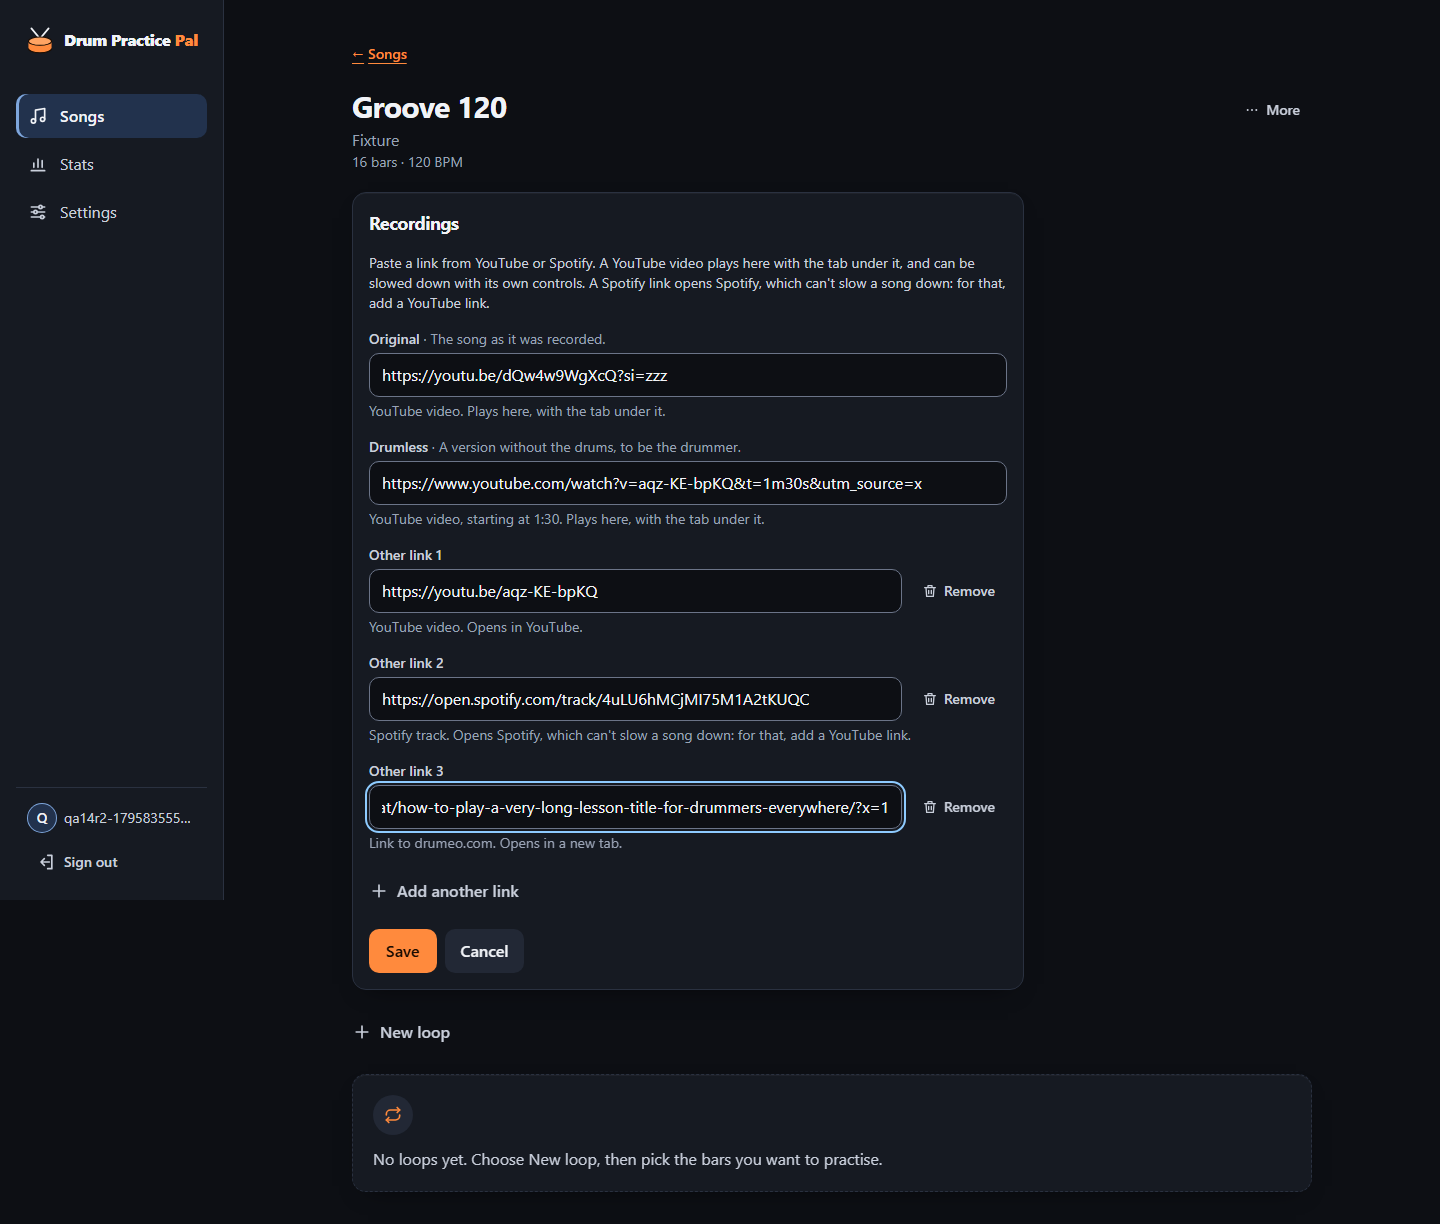 Drum Practice Pal
Songs
Stats
Settings
Q qa14r2-179583555...
Sign out
← Songs
Groove 120
··· More
Fixture
16 bars · 120 BPM
Recordings
Paste a link from YouTube or Spotify. A YouTube video plays here with the tab under it, and can be
slowed down with its own controls. A Spotify link opens Spotify, which can't slow a song down: for that,
add a YouTube link.
Original · The song as it was recorded.
https://youtu.be/dQw4w9WgXcQ?si=zzz
YouTube video. Plays here, with the tab under it.
Drumless · A version without the drums, to be the drummer.
https://www.youtube.com/watch?v=aqz-KE-bpKQ&t=1m30s&utm_source=x
YouTube video, starting at 1:30. Plays here, with the tab under it.
Other link 1
https://youtu.be/aqz-KE-bpKQ
Remove
YouTube video. Opens in YouTube.
Other link 2
https://open.spotify.com/track/4uLU6hMCjMI75M1A2tKUQC
Remove
Spotify track. Opens Spotify, which can't slow a song down: for that, add a YouTube link.
Other link 3
at/how-to-play-a-very-long-lesson-title-for-drummers-everywhere/?x=1
Remove
Link to drumeo.com. Opens in a new tab.
+ Add another link
Save
Cancel
+ New loop
No loops yet. Choose New loop, then pick the bars you want to practise.